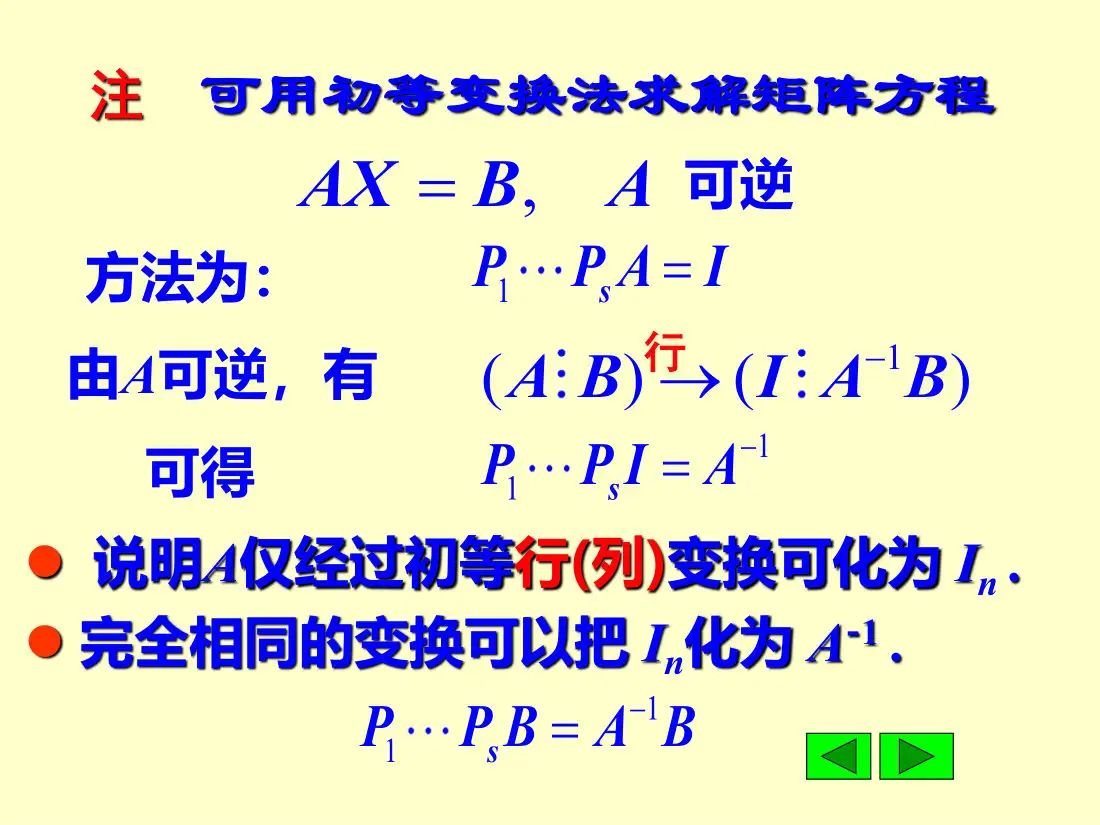 注 可用初等变换法求解矩阵方程
AX = B, A 可逆
方法为： P₁⋯PₛA = I
由A可逆，有 (A⋮B) 行→ (I⋮A⁻¹B)
可得 P₁⋯PₛI = A⁻¹
● 说明A仅经过初等行(列)变换可化为 Iₙ .
● 完全相同的变换可以把 Iₙ化为 A⁻¹ .
P₁⋯PₛB = A⁻¹B